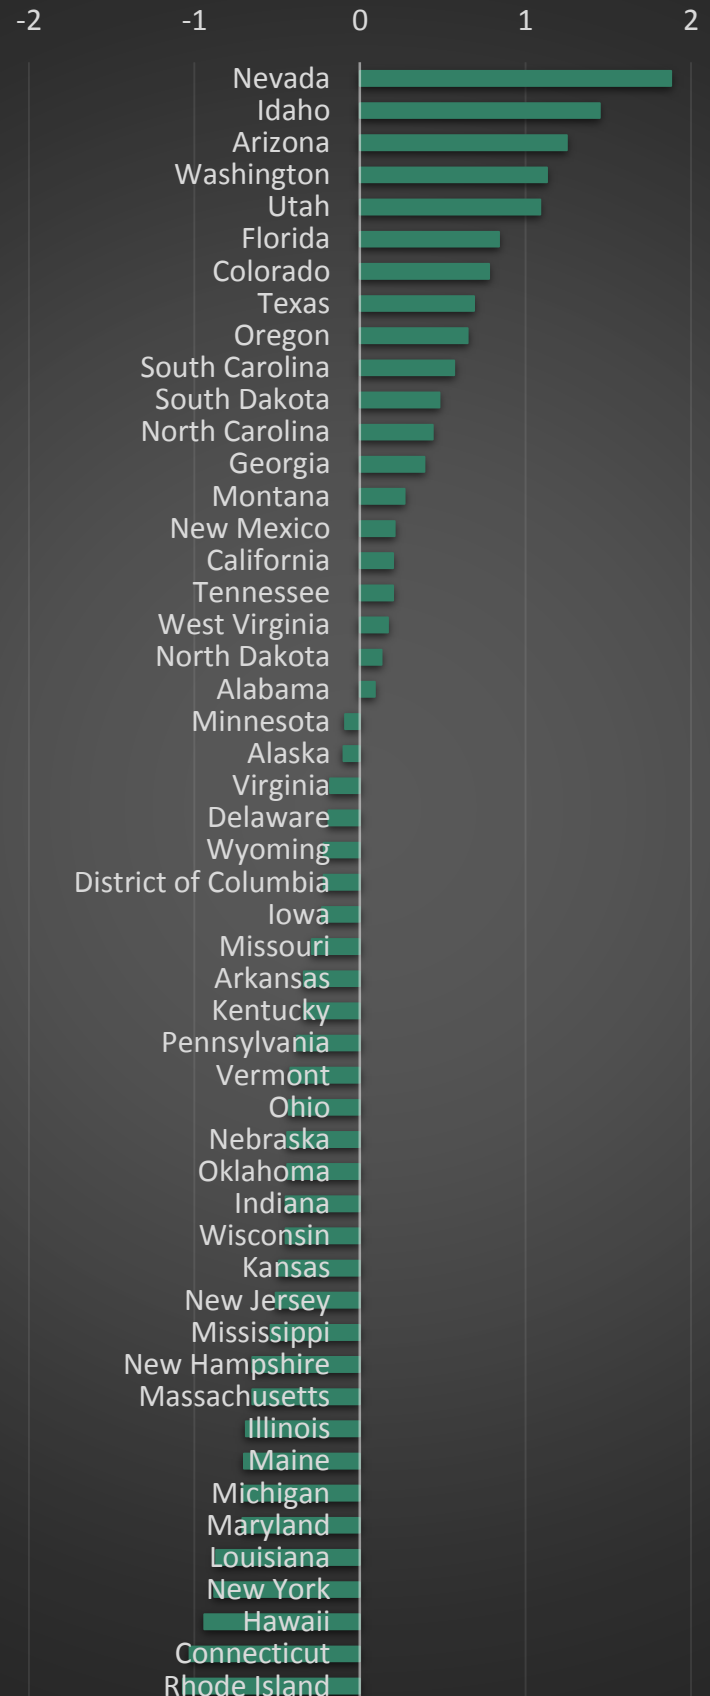 -2 -1 0 1 2
Nevada
Idaho
Arizona
Washington
Utah
Florida
Colorado
Texas
Oregon
South Carolina
South Dakota
North Carolina
Georgia
Montana
New Mexico
California
Tennessee
West Virginia
North Dakota
Alabama
Minnesota
Alaska
Virginia
Delaware
Wyoming
District of Columbia
Iowa
Missouri
Arkansas
Kentucky
Pennsylvania
Vermont
Ohio
Nebraska
Oklahoma
Indiana
Wisconsin
Kansas
New Jersey
Mississippi
New Hampshire
Massachusetts
Illinois
Maine
Michigan
Maryland
Louisiana
New York
Hawaii
Connecticut
Rhode Island